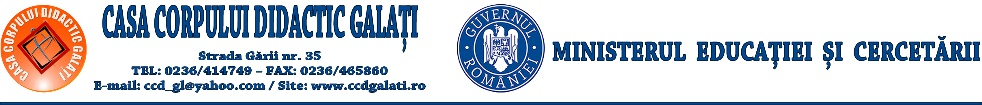 CASA CORPULUI DIDACTIC GALAȚI
CASA CORPULUI DIDACTIC GALAȚI
Strada Gării nr. 35
TEL: 0236/414749 – FAX: 0236/465860
E-mail: ccd_gl@yahoo.com / Site: www.ccdgalati.ro
GUVERNUL ROMÂNIEI
MINISTERUL EDUCAȚIEI ȘI CERCETĂRII